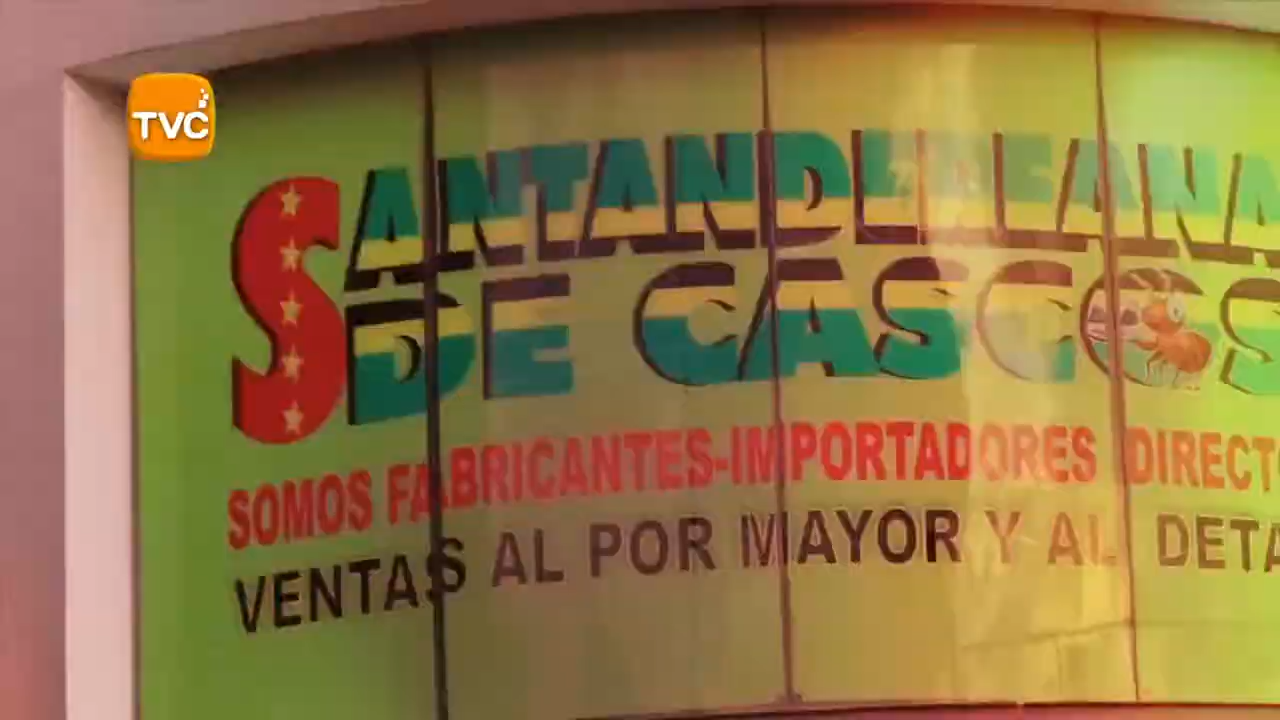 TVC
SANTANDEREANA
DE CASCOS
SOMOS FABRICANTES-IMPORTADORES DIRECTO
VENTAS AL POR MAYOR Y AL DETA